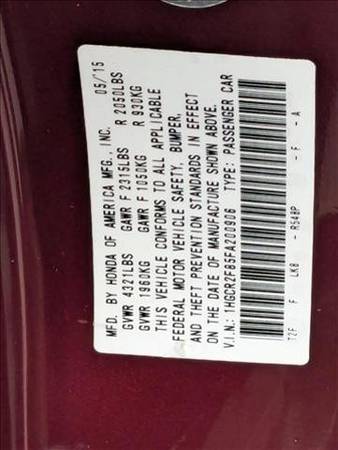 MFD. BY HONDA OF AMERICA MFG., INC. 05/'15
GVWR 4321LBS GAWR F 2315LBS R 2050LBS
GVWR 1960KG GAWR F 1050KG R 930KG
THIS VEHICLE CONFORMS TO ALL APPLICABLE
FEDERAL MOTOR VEHICLE SAFETY, BUMPER,
AND THEFT PREVENTION STANDARDS IN EFFECT
ON THE DATE OF MANUFACTURE SHOWN ABOVE.
V.I.N.: 1HGCR2F85FA200906 TYPE: PASSENGER CAR
T2F F LKB - R548P - F - A